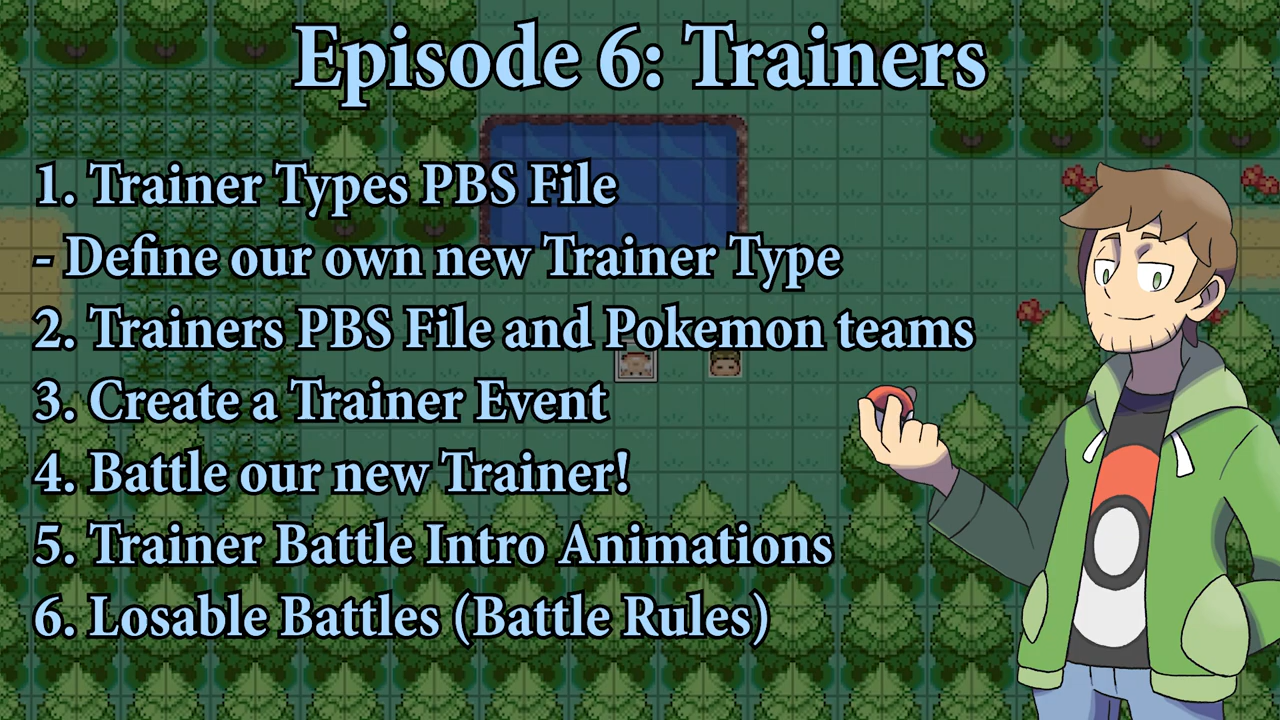 Episode 6: Trainers
1. Trainer Types PBS File
- Define our own new Trainer Type
2. Trainers PBS File and Pokemon teams
3. Create a Trainer Event
4. Battle our new Trainer!
5. Trainer Battle Intro Animations
6. Losable Battles (Battle Rules)